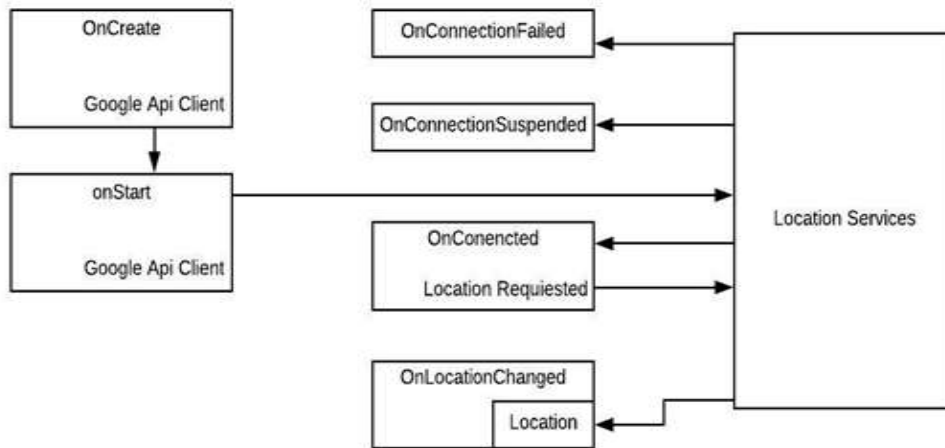 OnCreate
Google Api Client
onStart
Google Api Client
OnConnectionFailed
OnConnectionSuspended
OnConencted
Location Requiested
OnLocationChanged
Location
Location Services